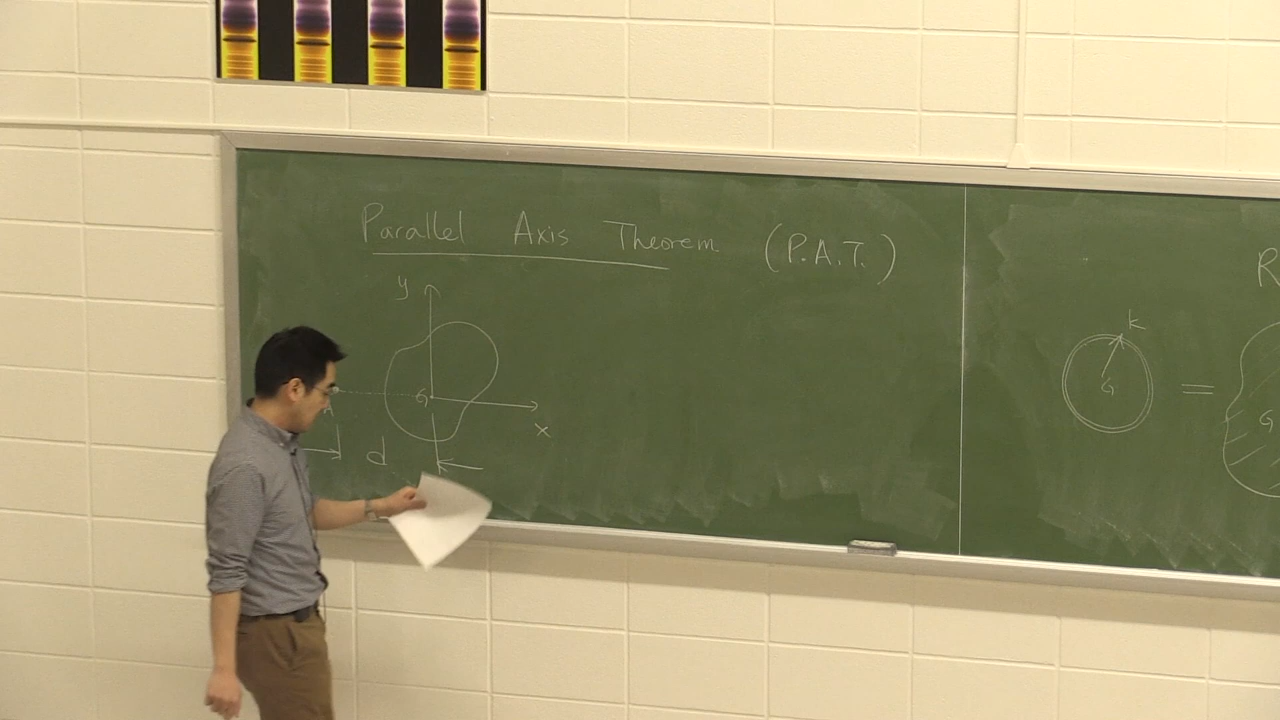 Parallel Axis Theorem (P.A.T.)
y
G
A
x
d
R
k
G
=
G